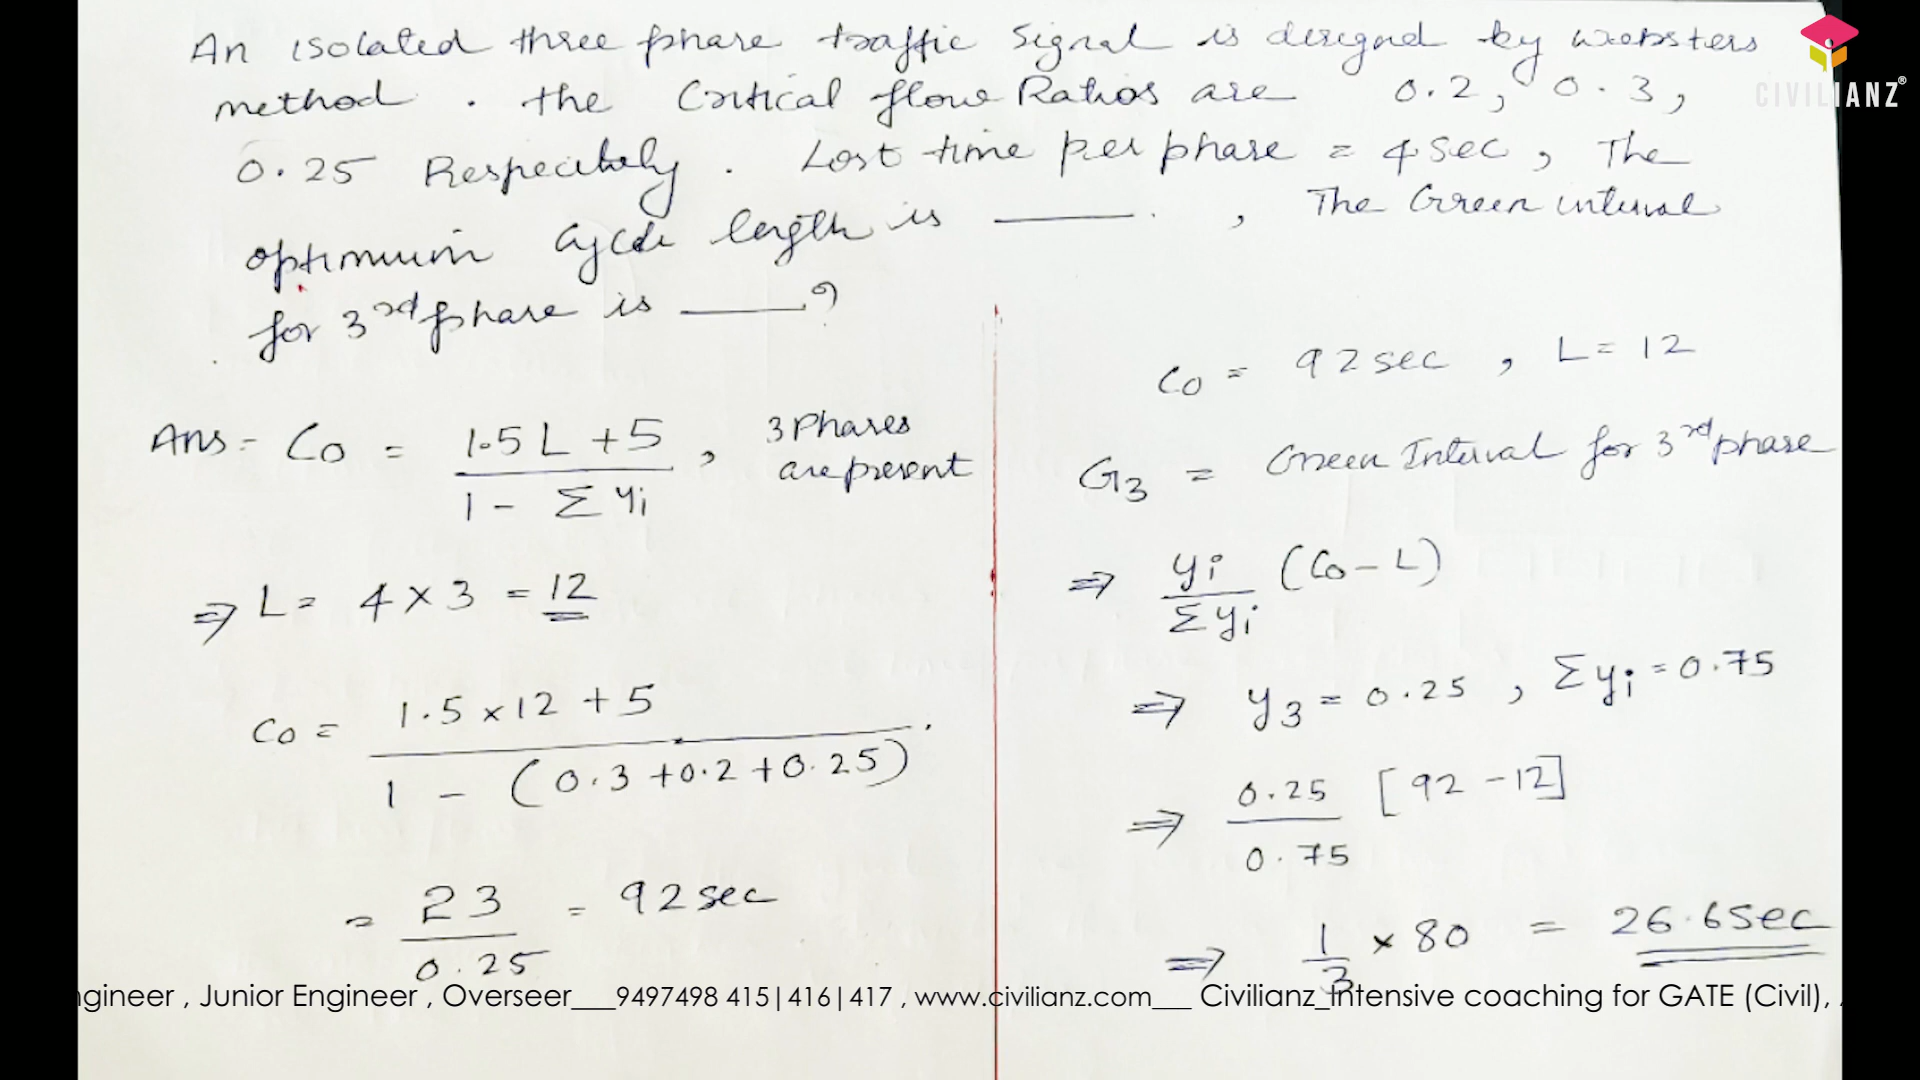 An isolated three phase traffic signal is designd by websters
method. the Critical flow Ratios are 0.2, 0.3,
0.25 Respectively. Lost time per phase = 4 sec, The
optimum cycle length is ______. , The Green interval
for 3rd phase is ____?
Ans:- Co = (1.5L + 5) / (1 - Σ yi), 3 Phases are present
⇒ L = 4 × 3 = 12
Co = (1.5 × 12 + 5) / (1 - (0.3 + 0.2 + 0.25)).
= 23 / 0.25 = 92 sec
Co = 92 sec, L = 12
G3 = Green Interval for 3rd phase
⇒ yi / Σ yi (Co - L)
⇒ y3 = 0.25, Σ yi = 0.75
⇒ 0.25 / 0.75 [92 - 12]
⇒ 1/3 × 80 = 26.6 sec
CIVILIANZ®
ngineer , Junior Engineer , Overseer___9497498 415|416|417 , www.civilianz.com___ Civilianz_Intensive coaching for GATE (Civil),